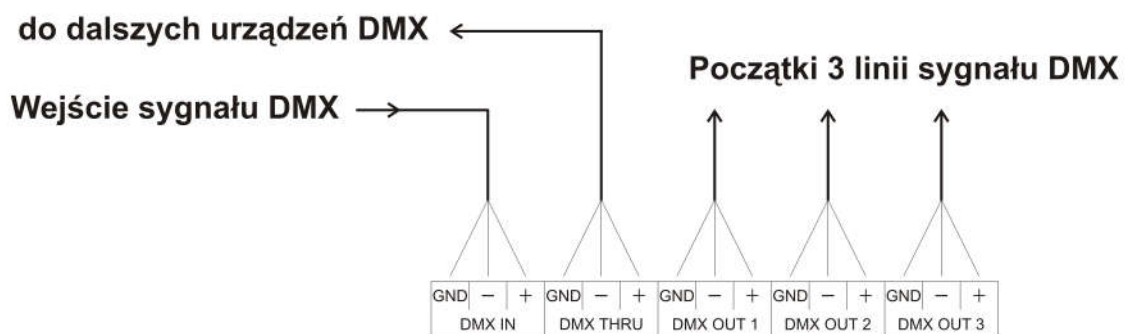 do dalszych urządzeń DMX
Początki 3 linii sygnału DMX
Wejście sygnału DMX
GND − + GND − + GND − + GND − + GND − +
DMX IN DMX THRU DMX OUT 1 DMX OUT 2 DMX OUT 3